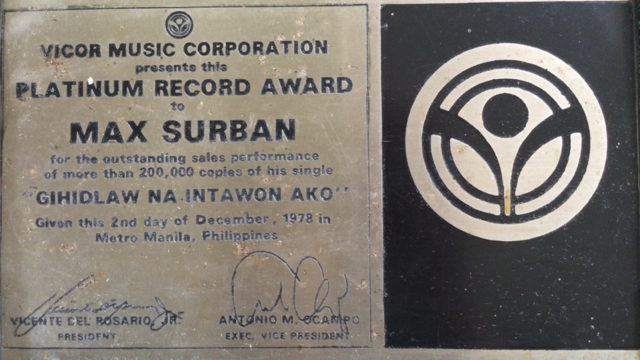 VICOR MUSIC CORPORATION
presents this
PLATINUM RECORD AWARD
to
MAX SURBAN
for the outstanding sales performance
of more than 200,000 copies of his single
"GIHIDLAW NA INTAWON AKO"
Given this 2nd day of December, 1978 in
Metro Manila, Philippines
VICENTE DEL ROSARIO, JR. ANTONIO M. OCAMPO
PRESIDENT EXEC. VICE PRESIDENT